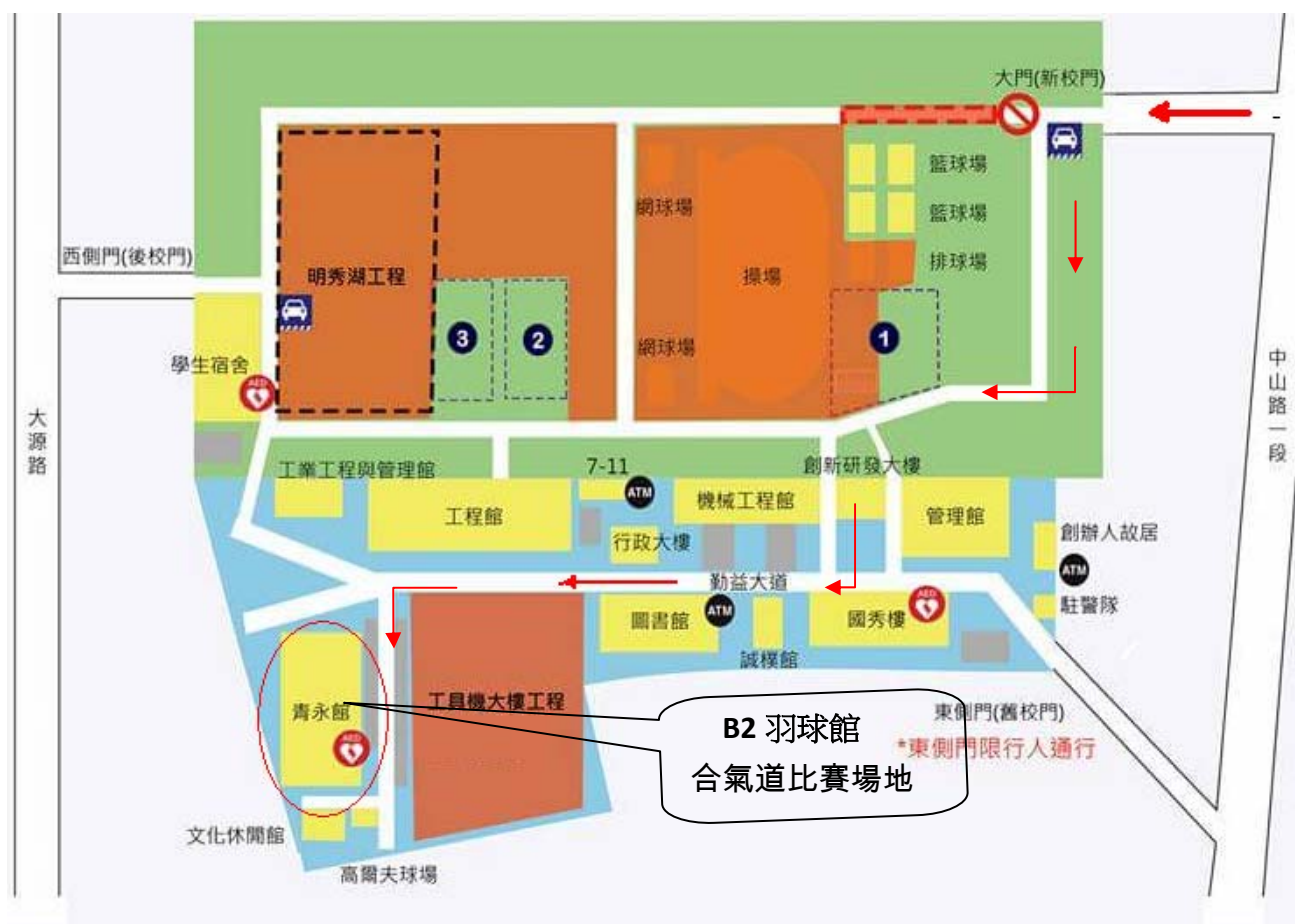 大門(新校門)
-
籃球場
網球場
籃球場
西側門(後校門)
明秀湖工程
操場
排球場
3
2
1
網球場
學生宿舍
AED
中山路一段
大源路
工業工程與管理館
7-11
創新研發大樓
ATM
機械工程館
工程館
管理館
行政大樓
創辦人故居
ATM
勤益大道
AED
圖書館
ATM
國秀樓
駐警隊
誠樸館
工具機大樓工程
青永館
AED
B2 羽球館
合氣道比賽場地
東側門(舊校門)
*東側門限行人通行
文化休閒館
高爾夫球場